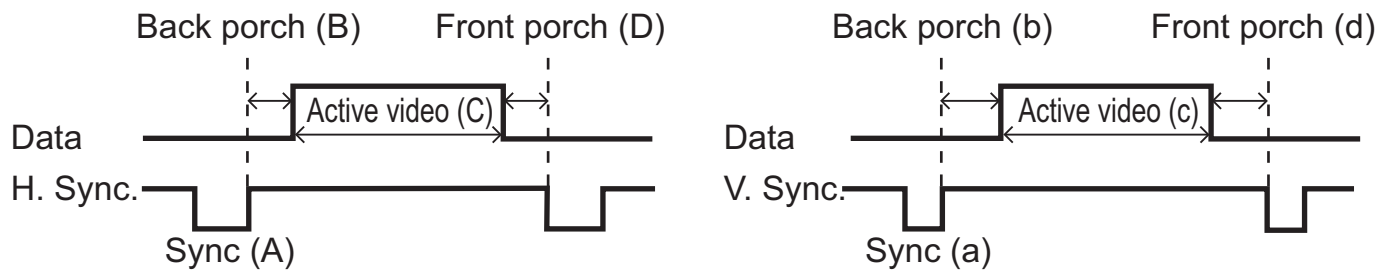 Back porch (B) Front porch (D)
Active video (C)
Data
H. Sync.
Sync (A)
Back porch (b) Front porch (d)
Active video (c)
Data
V. Sync.
Sync (a)